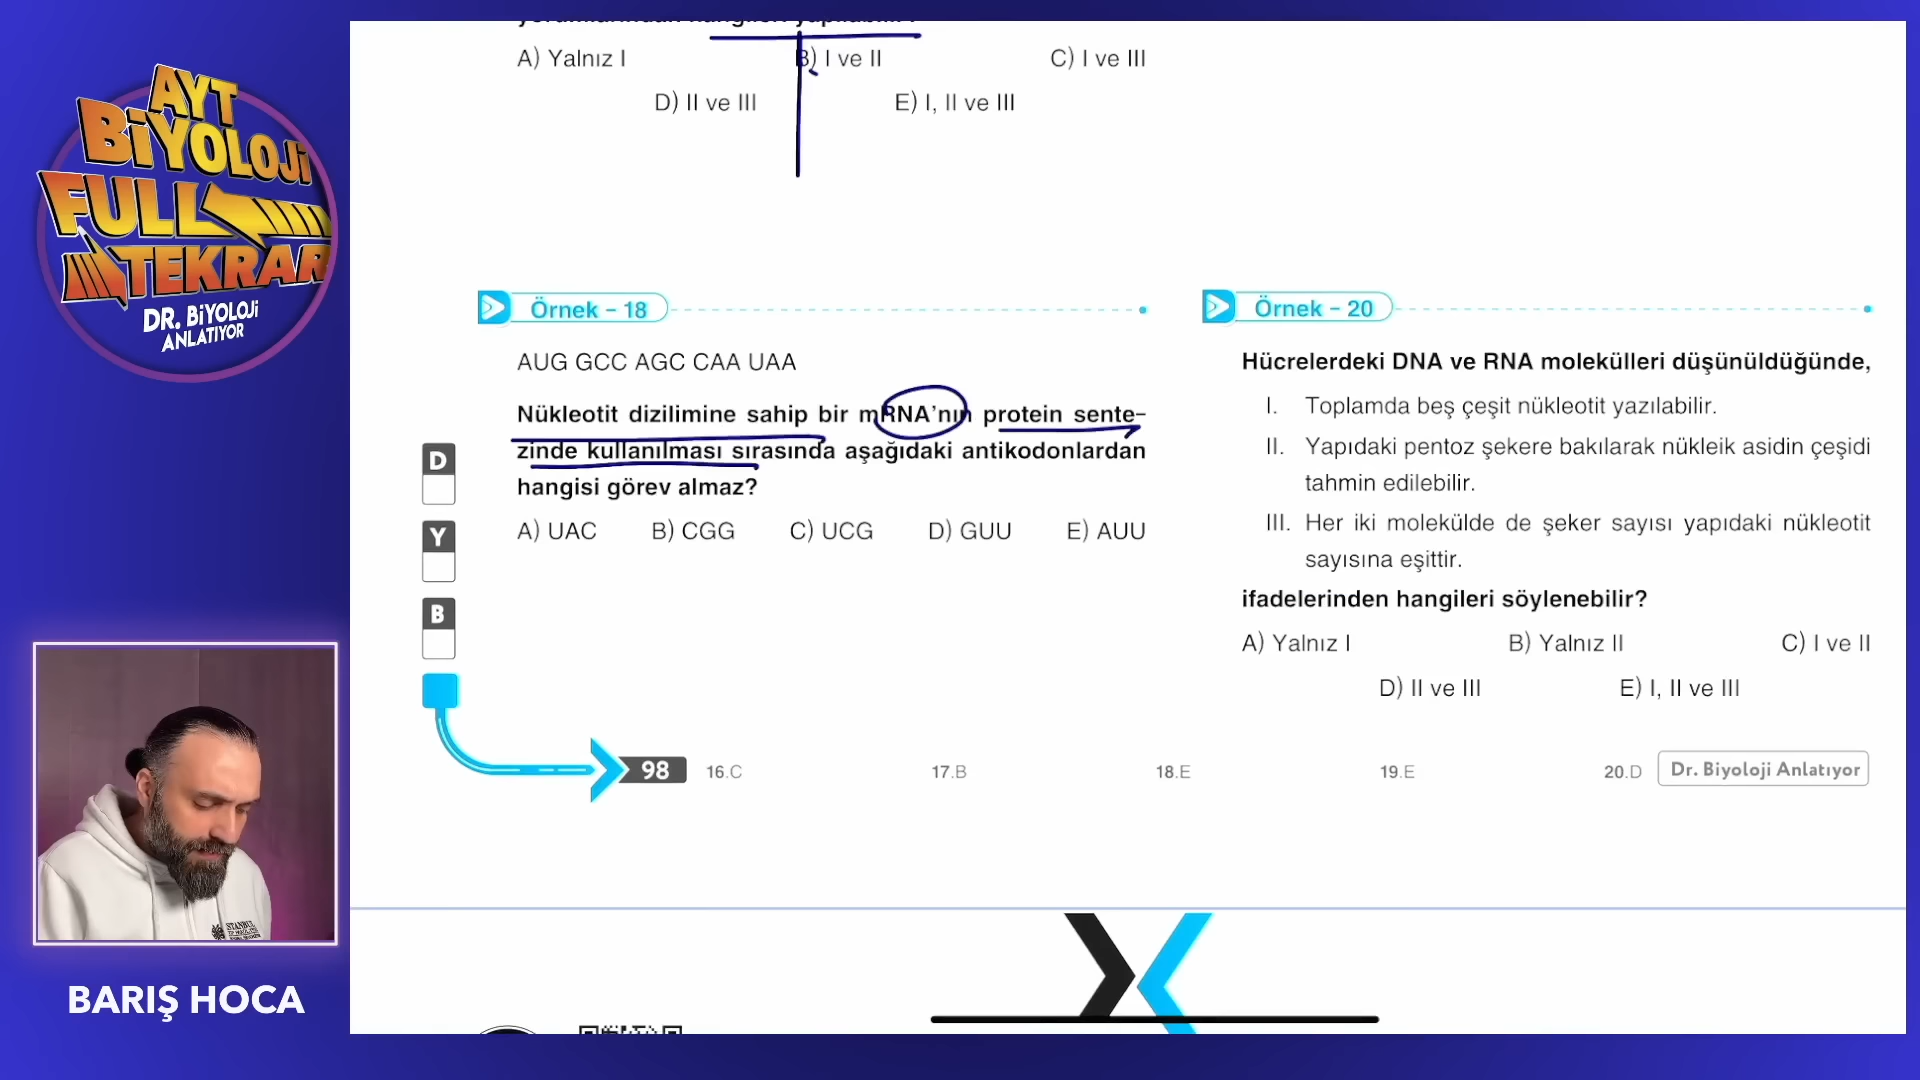 AYT
BİYOLOJİ
FULL
TEKRAR
DR. BİYOLOJİ
ANLATIYOR
A) Yalnız I
B) I ve II
C) I ve III
D) II ve III
E) I, II ve III
Örnek – 18
AUG GCC AGC CAA UAA
Nükleotit dizilimine sahip bir mRNA’nın protein sente-
zinde kullanılması sırasında aşağıdaki antikodonlardan
hangisi görev almaz?
A) UAC B) CGG C) UCG D) GUU E) AUU
D
Y
B
Örnek – 20
Hücrelerdeki DNA ve RNA molekülleri düşünüldüğünde,
I. Toplamda beş çeşit nükleotit yazılabilir.
II. Yapıdaki pentoz şekere bakılarak nükleik asidin çeşidi
tahmin edilebilir.
III. Her iki molekülde de şeker sayısı yapıdaki nükleotit
sayısına eşittir.
ifadelerinden hangileri söylenebilir?
A) Yalnız I B) Yalnız II C) I ve II
D) II ve III E) I, II ve III
98 16.C 17.B 18.E 19.E 20.D Dr. Biyoloji Anlatıyor
BARIŞ HOCA